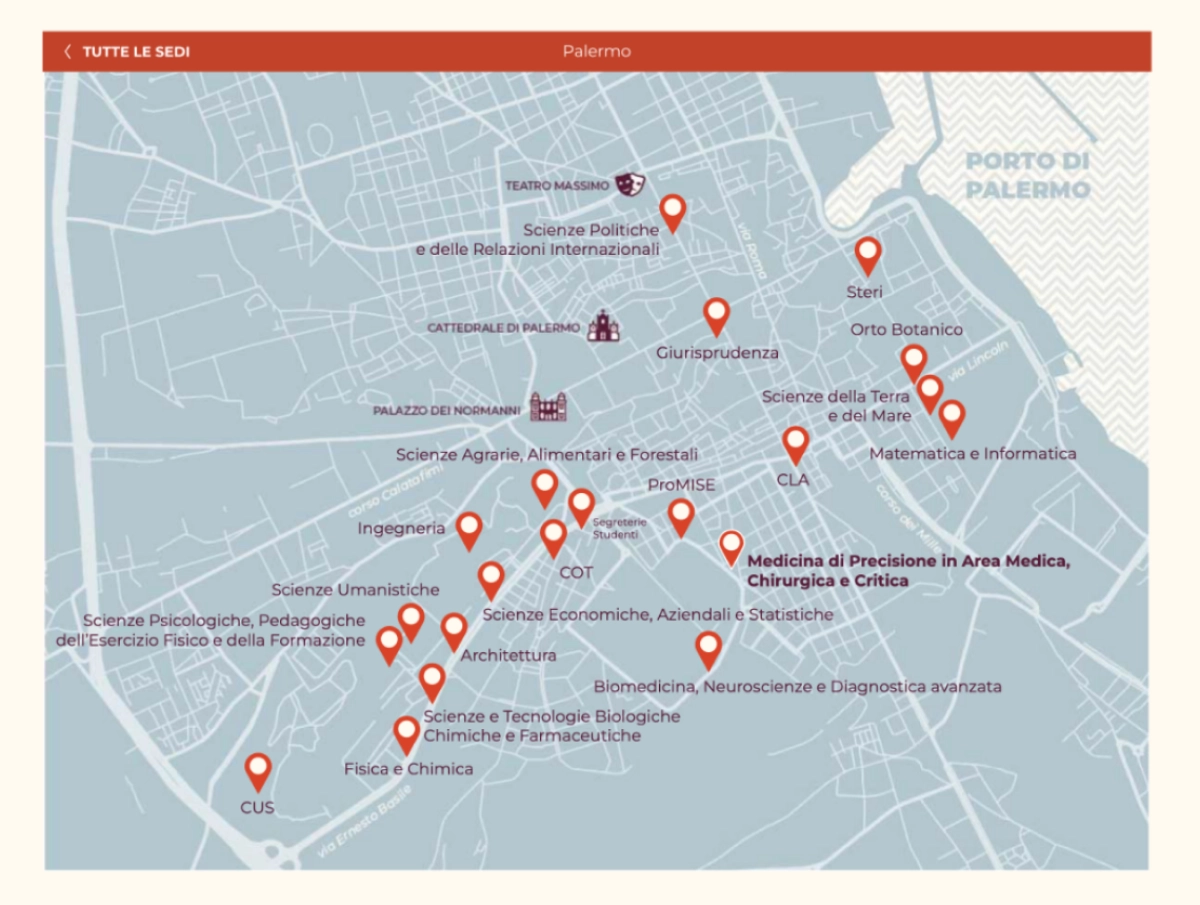 TUTTE LE SEDI
Palermo
PORTO DI
PALERMO
TEATRO MASSIMO
Scienze Politiche
e delle Relazioni Internazionali
via Roma
Steri
CATTEDRALE DI PALERMO
Giurisprudenza
Orto Botanico
via Lincoln
PALAZZO DEI NORMANNI
Scienze della Terra
e del Mare
Matematica e Informatica
Scienze Agrarie, Alimentari e Forestali
corso Calatafimi
ProMISE
CLA
corso dei Mille
Ingegneria
Segreterie
Studenti
COT
Medicina di Precisione in Area Medica,
Chirurgica e Critica
Scienze Umanistiche
Scienze Economiche, Aziendali e Statistiche
Scienze Psicologiche, Pedagogiche
dell'Esercizio Fisico e della Formazione
Architettura
Biomedicina, Neuroscienze e Diagnostica avanzata
Scienze e Tecnologie Biologiche
Chimiche e Farmaceutiche
Fisica e Chimica
CUS
via Ernesto Basile